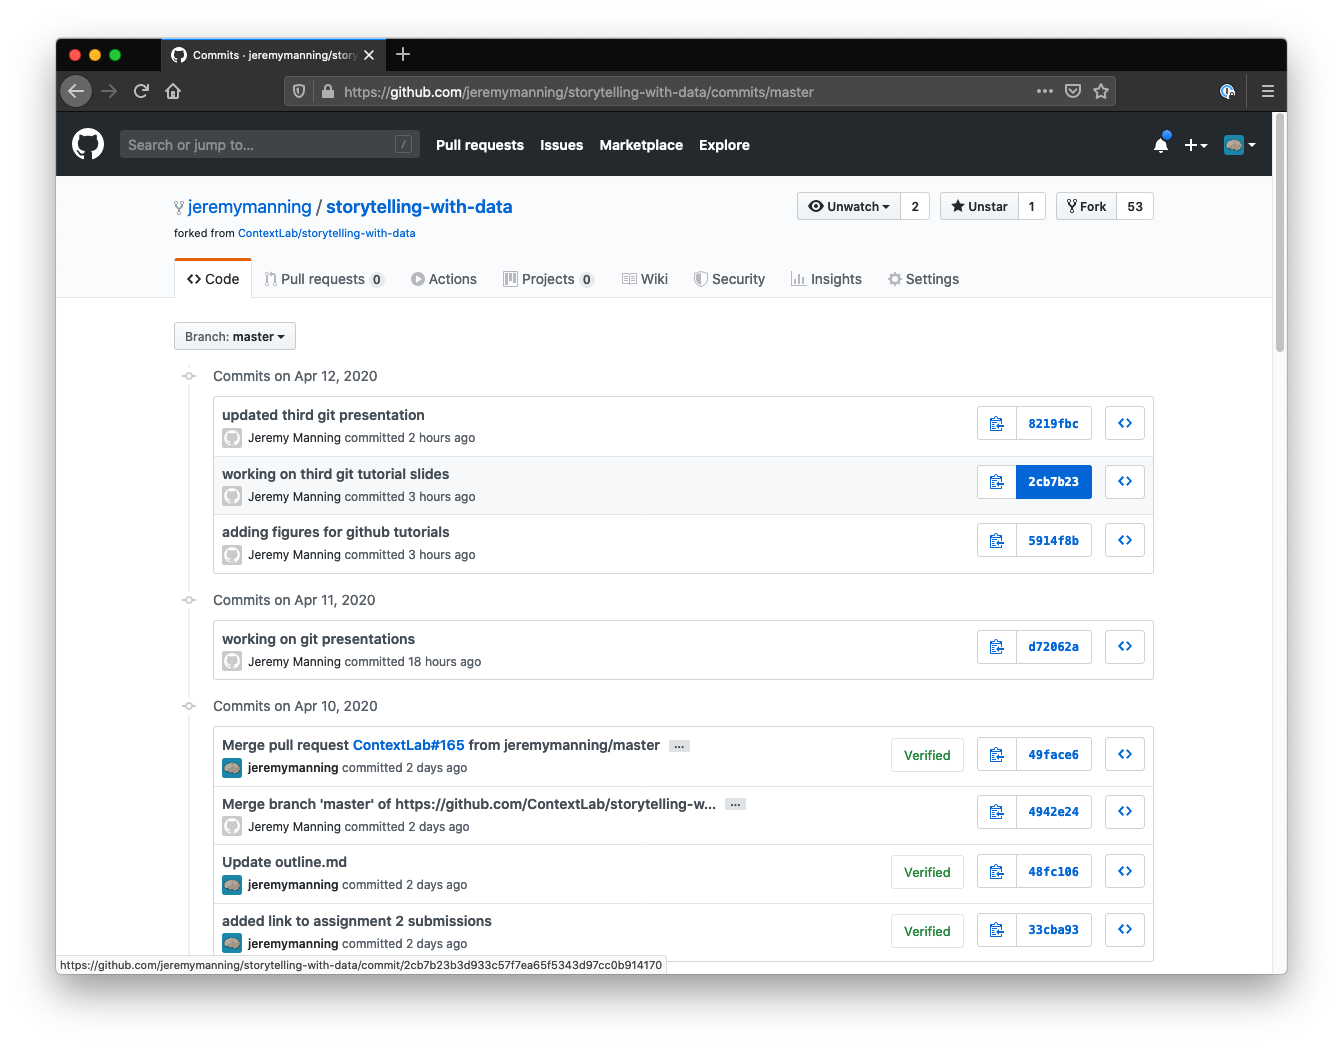 Commits · jeremymanning/story
https://github.com/jeremymanning/storytelling-with-data/commits/master
Search or jump to...
/
Pull requests
Issues
Marketplace
Explore
jeremymanning / storytelling-with-data
Unwatch
2
Unstar
1
Fork
53
forked from ContextLab/storytelling-with-data
Code
Pull requests 0
Actions
Projects 0
Wiki
Security
Insights
Settings
Branch: master
Commits on Apr 12, 2020
updated third git presentation
Jeremy Manning committed 2 hours ago
8219fbc
working on third git tutorial slides
Jeremy Manning committed 3 hours ago
2cb7b23
adding figures for github tutorials
Jeremy Manning committed 3 hours ago
5914f8b
Commits on Apr 11, 2020
working on git presentations
Jeremy Manning committed 18 hours ago
d72062a
Commits on Apr 10, 2020
Merge pull request ContextLab#165 from jeremymanning/master ...
jeremymanning committed 2 days ago
Verified
49face6
Merge branch 'master' of https://github.com/ContextLab/storytelling-w... ...
Jeremy Manning committed 2 days ago
4942e24
Update outline.md
jeremymanning committed 2 days ago
Verified
48fc106
added link to assignment 2 submissions
jeremymanning committed 2 days ago
Verified
33cba93
https://github.com/jeremymanning/storytelling-with-data/commit/2cb7b23b3d933c57f7ea65f5343d97cc0b914170